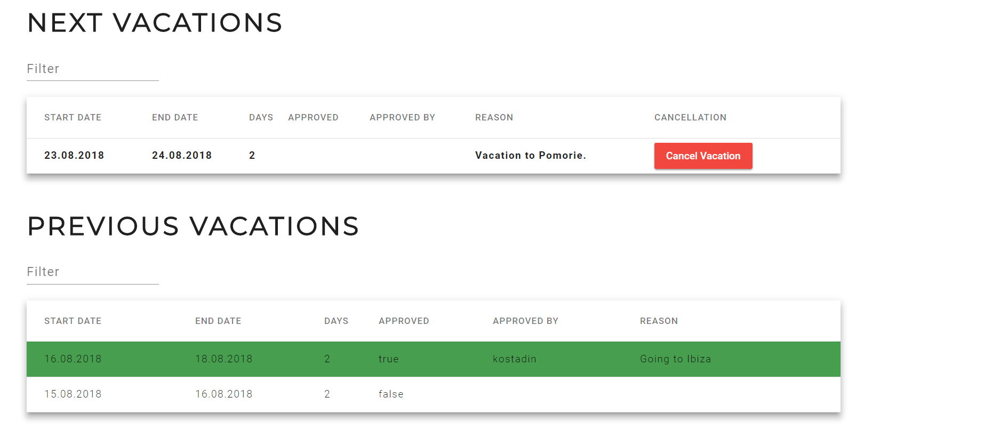 NEXT VACATIONS
Filter
START DATE END DATE DAYS APPROVED APPROVED BY REASON CANCELLATION
23.08.2018 24.08.2018 2 Vacation to Pomorie. Cancel Vacation
PREVIOUS VACATIONS
Filter
START DATE END DATE DAYS APPROVED APPROVED BY REASON
16.08.2018 18.08.2018 2 true kostadin Going to Ibiza
15.08.2018 16.08.2018 2 false